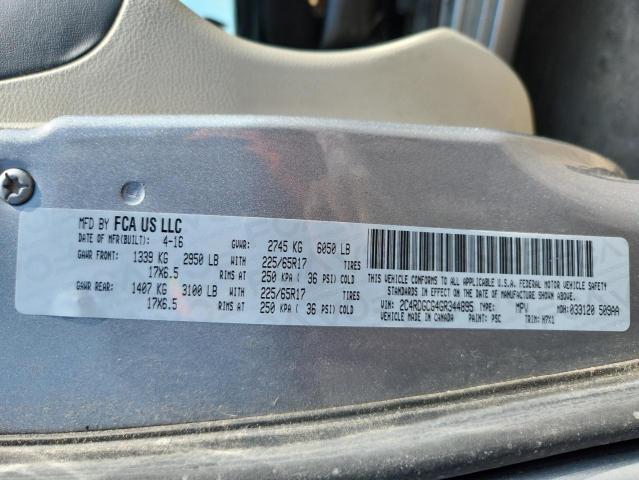 MFD BY FCA US LLC
DATE OF MFR(BUILT): 4-16 GVWR: 2745 KG 6050 LB
GAWR FRONT: 1339 KG 2950 LB WITH 225/65R17 TIRES
17X6.5 RIMS AT 250 KPA ( 36 PSI) COLD
GAWR REAR: 1407 KG 3100 LB WITH 225/65R17 TIRES
17X6.5 RIMS AT 250 KPA ( 36 PSI) COLD
THIS VEHICLE CONFORMS TO ALL APPLICABLE U.S.A. FEDERAL MOTOR VEHICLE SAFETY
STANDARDS IN EFFECT ON THE DATE OF MANUFACTURE SHOWN ABOVE.
VIN: 2C4RDGCG4GR344895 TYPE: MPV MDH: 033120 509AA
VEHICLE MADE IN CANADA PAINT: PSC TRIM: H7X1